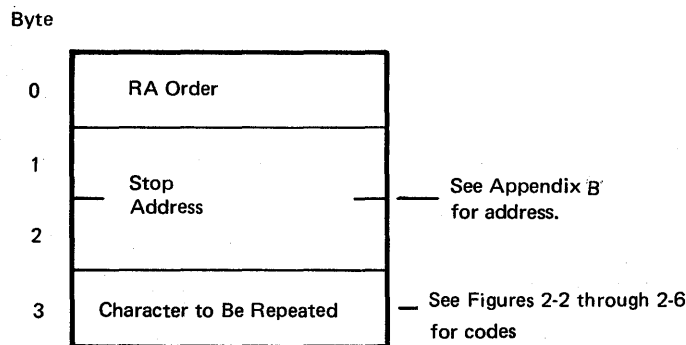 Byte
0 RA Order
1
Stop
Address
See Appendix B
for address.
2
3 Character to Be Repeated
See Figures 2-2 through 2-6
for codes